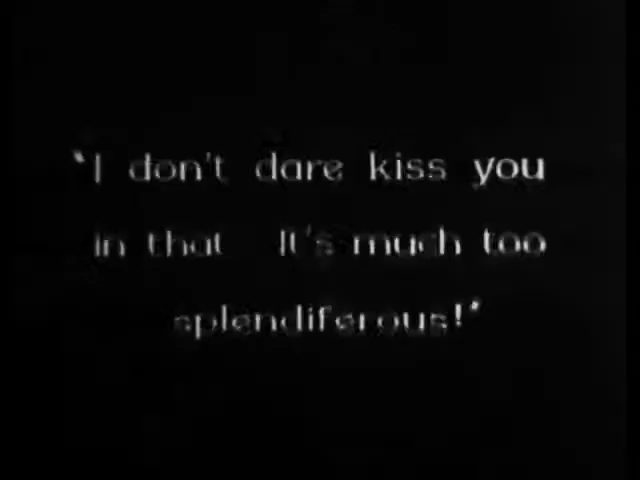 'I don't dare kiss you
in that It's much too
splendiferous!'